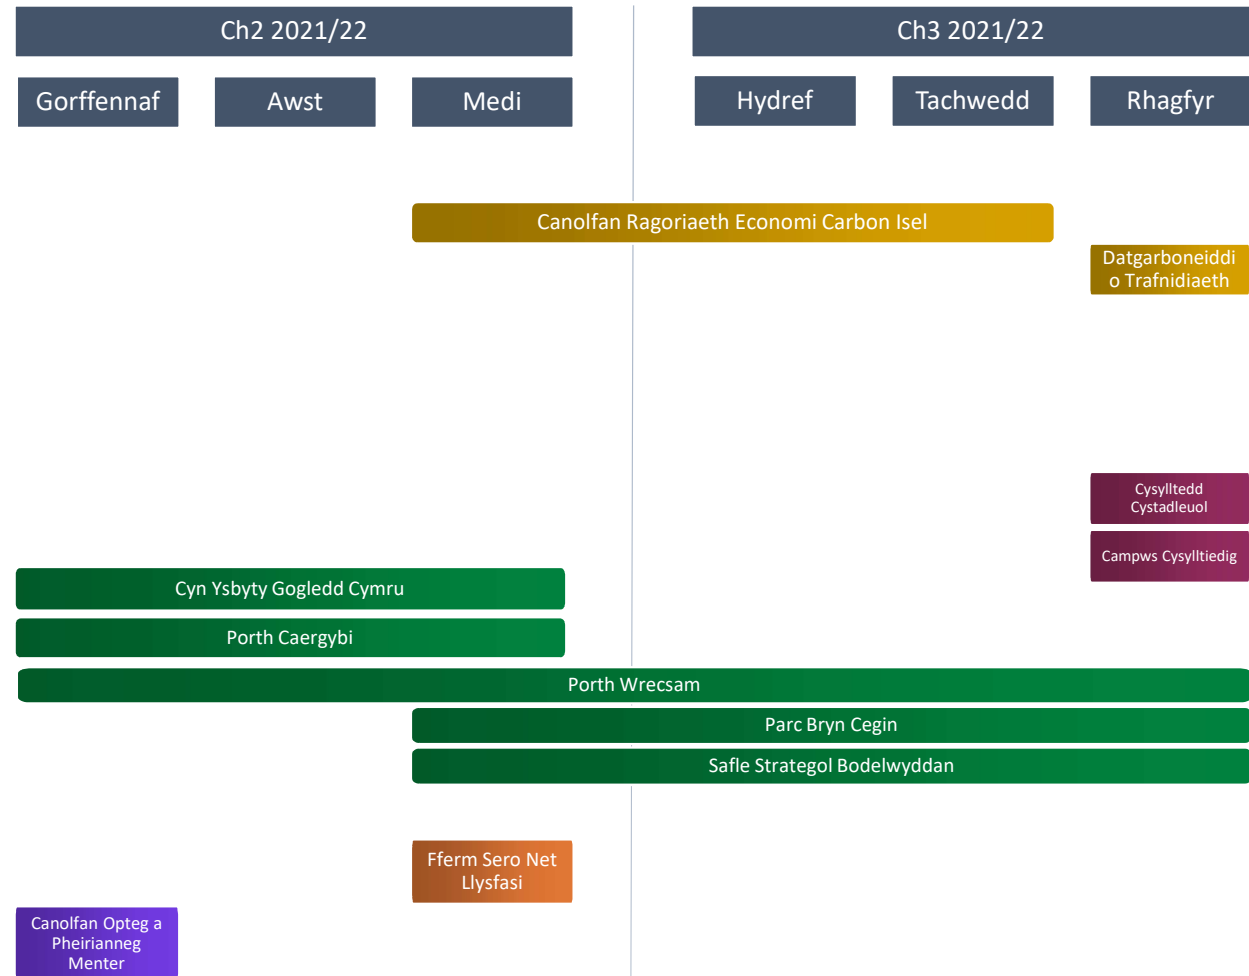 Ch2 2021/22
Ch3 2021/22
Gorffennaf
Awst
Medi
Hydref
Tachwedd
Rhagfyr
Canolfan Ragoriaeth Economi Carbon Isel
Datgarboneiddi
o Trafnidiaeth
Cysylltedd
Cystadleuol
Campws Cysylltiedig
Cyn Ysbyty Gogledd Cymru
Porth Caergybi
Porth Wrecsam
Parc Bryn Cegin
Safle Strategol Bodelwyddan
Fferm Sero Net
Llysfasi
Canolfan Opteg a
Pheirianneg
Menter